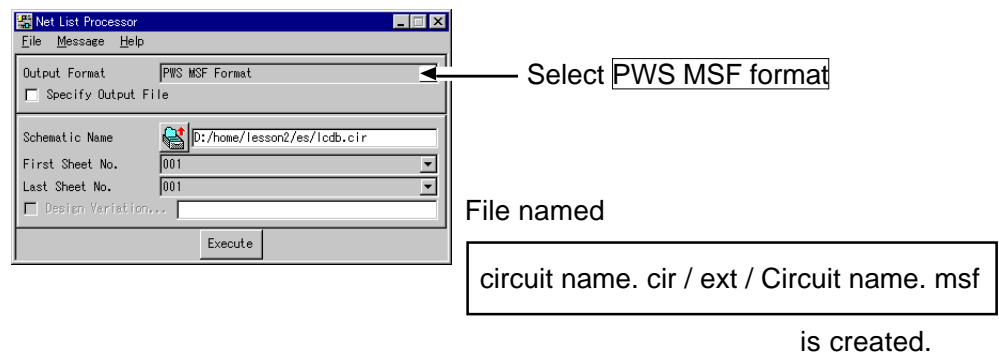 Net List Processor
File Message Help
Output Format PWS MSF Format
Specify Output File
Schematic Name D:/home/lesson2/es/lcdb.cir
First Sheet No. 001
Last Sheet No. 001
Design Variation...
Execute
Select PWS MSF format
File named
circuit name. cir / ext / Circuit name. msf
is created.